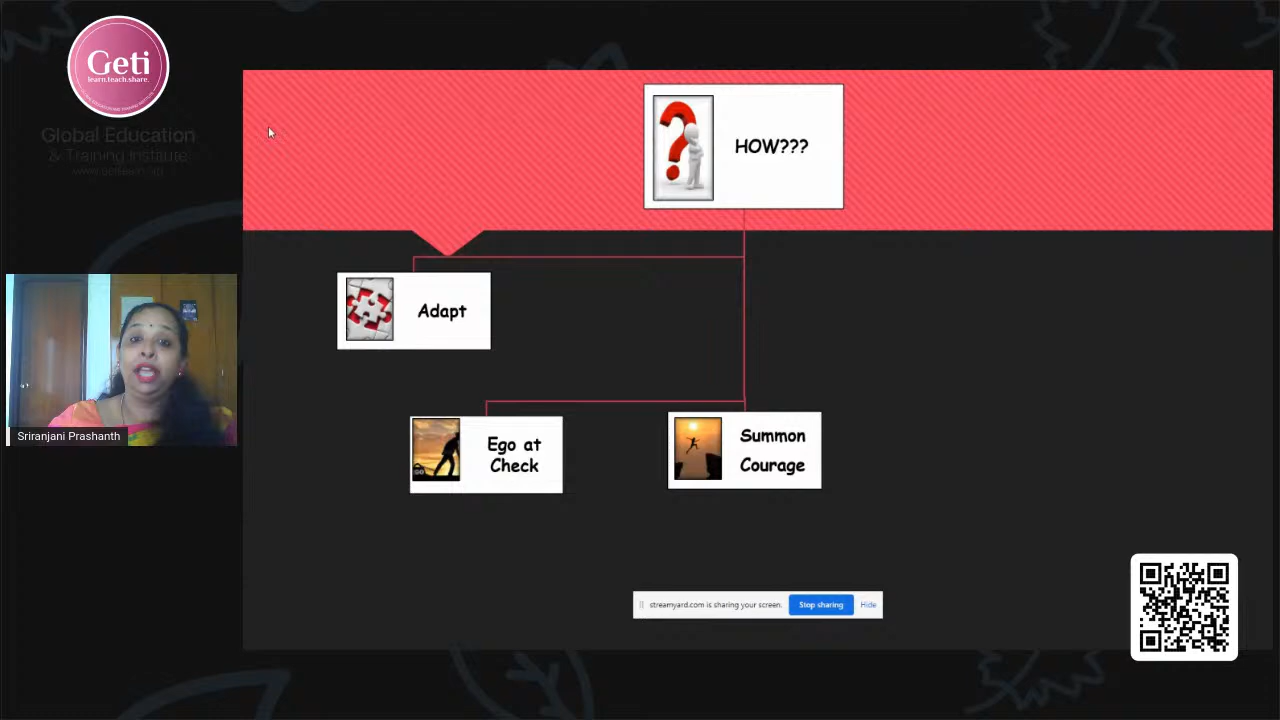 Geti
learn.teach.share.
Global Education
& Training Institute
HOW???
Adapt
Sriranjani Prashanth
Ego at
Check
Summon
Courage
streamyard.com is sharing your screen.
Stop sharing
Hide